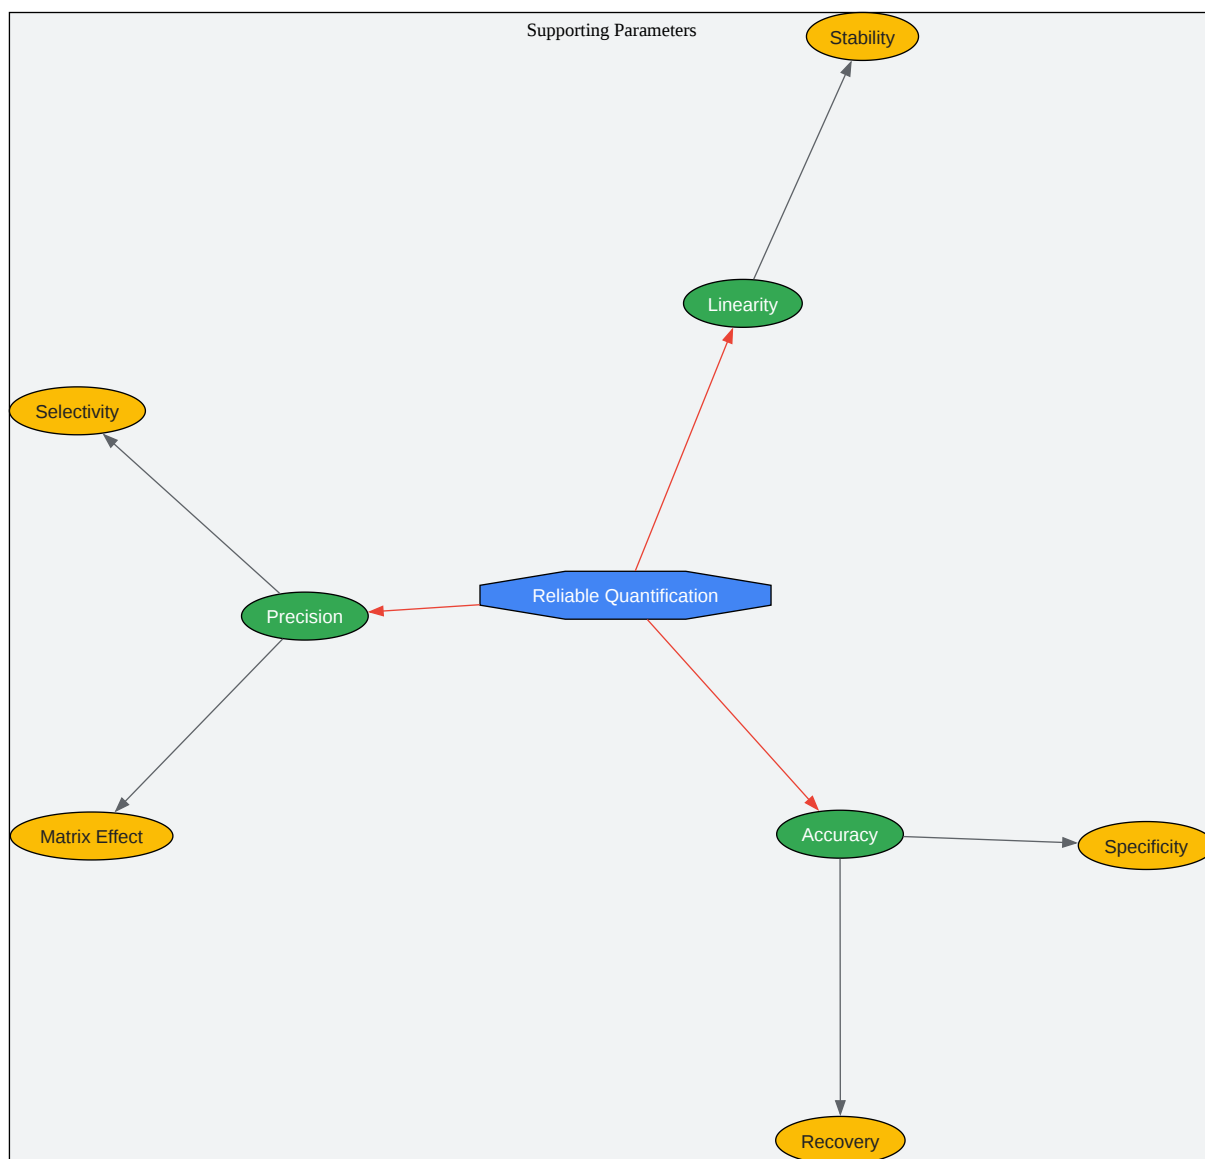 Supporting Parameters
Stability
Linearity
Selectivity
Reliable Quantification
Precision
Accuracy
Matrix Effect
Specificity
Recovery